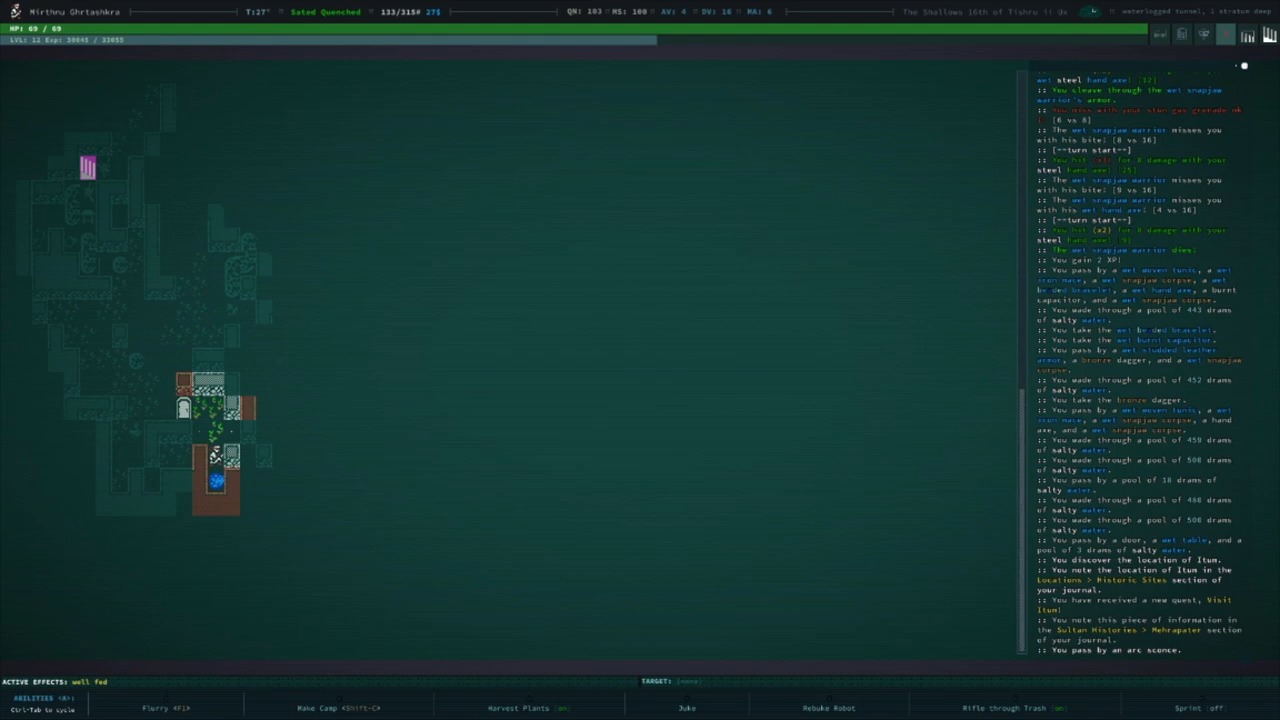 Mirthnu Ghrtashkra
T:27° Sated Quenched 133/315# 27$ QN: 103 MS: 100 AV: 4 DV: 16 MA: 6 The Shallows 16th of Tishru ii Ux waterlogged tunnel, 1 stratum deep
HP: 69 / 69
LVL: 12 Exp: 30045 / 33055
wet steel hand axe! [12]
:: You cleave through the wet snapjaw
warrior's armor.
:: You miss with your stun gas grenade mk
I! [6 vs 8]
:: The wet snapjaw warrior misses you
with his bite! [8 vs 16]
:: [--turn start--]
:: You hit (x3) for 8 damage with your
steel hand axe! [25]
:: The wet snapjaw warrior misses you
with his bite! [9 vs 16]
:: The wet snapjaw warrior misses you
with his wet hand axe! [4 vs 16]
:: [--turn start--]
:: You hit (x2) for 8 damage with your
steel hand axe! [9]
:: The wet snapjaw warrior dies!
:: You gain 2 XP!
:: You pass by a wet woven tunic, a wet
iron mace, a wet snapjaw corpse, a wet
beaded bracelet, a wet hand axe, a burnt
capacitor, and a wet snapjaw corpse.
:: You wade through a pool of 443 drams
of salty water.
:: You take the wet beaded bracelet.
:: You take the wet burnt capacitor.
:: You pass by a wet studded leather
armor, a bronze dagger, and a wet snapjaw
corpse.
:: You wade through a pool of 452 drams
of salty water.
:: You take the bronze dagger.
:: You pass by a wet woven tunic, a wet
iron mace, a wet snapjaw corpse, a hand
axe, and a wet snapjaw corpse.
:: You wade through a pool of 459 drams
of salty water.
:: You wade through a pool of 508 drams
of salty water.
:: You pass by a pool of 18 drams of
salty water.
:: You wade through a pool of 488 drams
of salty water.
:: You wade through a pool of 508 drams
of salty water.
:: You pass by a door, a wet table, and a
pool of 3 drams of salty water.
:: You discover the location of Itum.
:: You note the location of Itum in the
Locations > Historic Sites section of
your journal.
:: You have received a new quest, Visit
Itum!
:: You note this piece of information in
the Sultan Histories > Mehrapater section
of your journal.
:: You pass by an arc sconce.
ACTIVE EFFECTS: well fed TARGET: [none]
ABILITIES <A>:
Ctrl-Tab to cycle
Flurry <F1> Make Camp <Shift-C> Harvest Plants [on] Juke Rebuke Robot Rifle through Trash [on] Sprint [off]